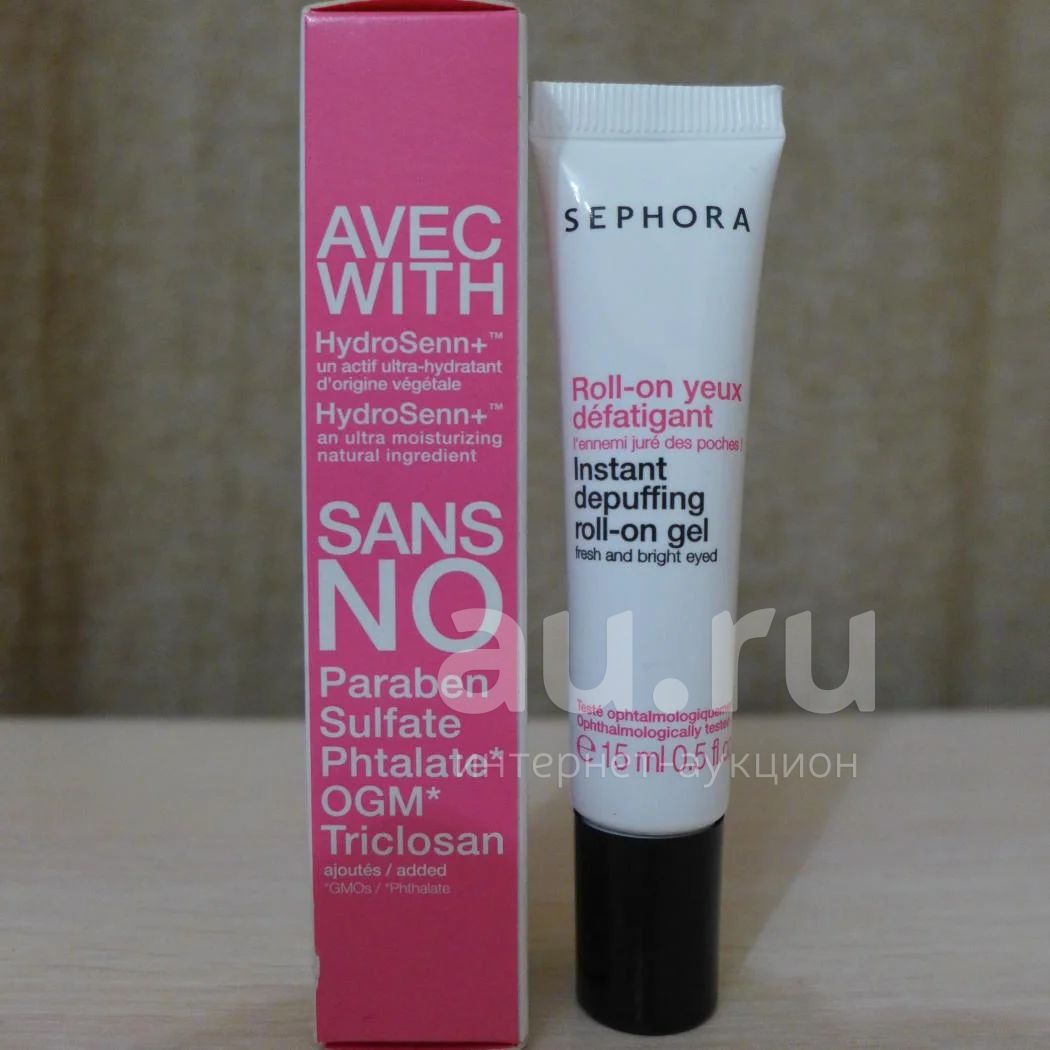 AVEC
WITH
HydroSenn+™
un actif ultra-hydratant
d'origine végétale
HydroSenn+™
an ultra moisturizing
natural ingredient
SANS
NO
Paraben
Sulfate
Phtalate*
OGM*
Triclosan
ajoutés / added
*GMOs / *Phthalate
SEPHORA
Roll-on yeux
défatigant
l'ennemi juré des poches !
Instant
depuffing
roll-on gel
fresh and bright eyed
Testé ophtalmologiquement
Ophthalmologically tested
℮ 15 ml 0.5 fl.
au.ru
интернет-аукцион